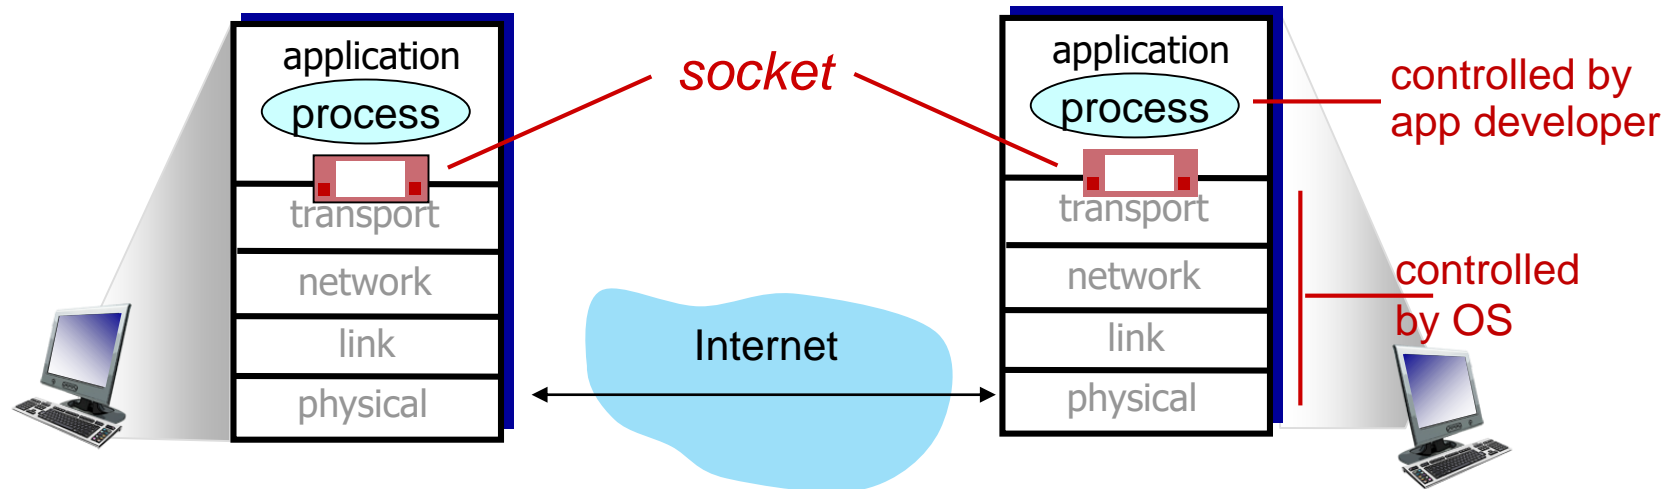 application
process
transport
network
link
physical
socket
Internet
application
process
transport
network
link
physical
controlled by
app developer
controlled
by OS